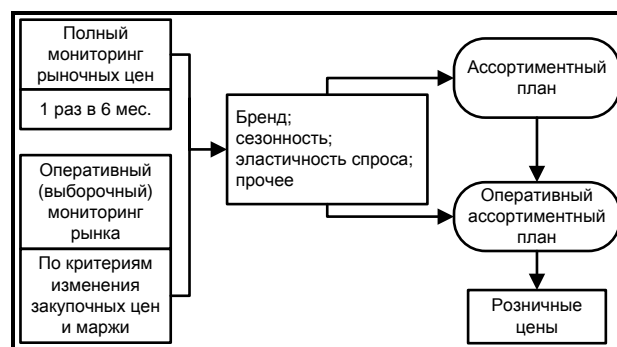 Полный
мониторинг
рыночных цен
1 раз в 6 мес.
Оперативный
(выборочный)
мониторинг
рынка
По критериям
изменения
закупочных цен
и маржи
Бренд;
сезонность;
эластичность спроса;
прочее
Ассортиментный
план
Оперативный
ассортиментный
план
Розничные
цены